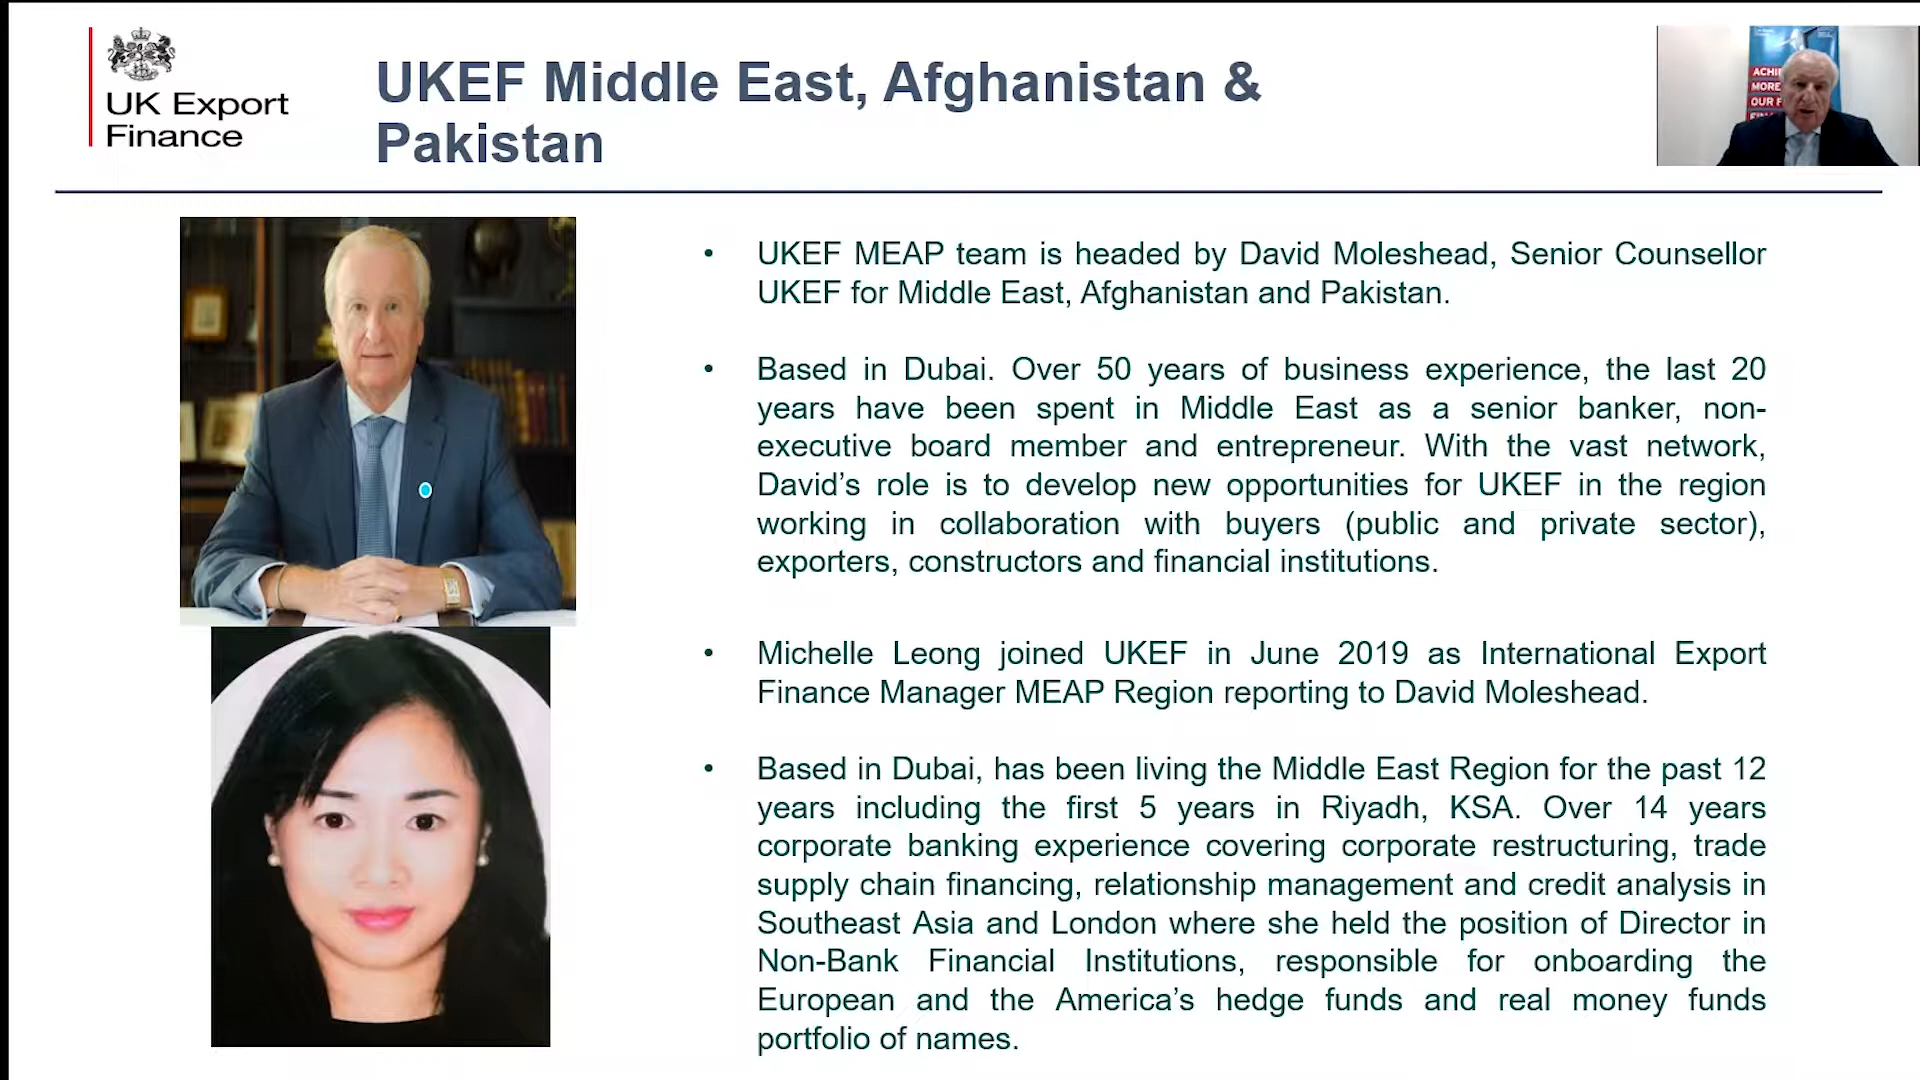 UK Export
Finance
UKEF Middle East, Afghanistan &
Pakistan
ACHI
MORE
OUR F
• UKEF MEAP team is headed by David Moleshead, Senior Counsellor
UKEF for Middle East, Afghanistan and Pakistan.
• Based in Dubai. Over 50 years of business experience, the last 20
years have been spent in Middle East as a senior banker, non-
executive board member and entrepreneur. With the vast network,
David’s role is to develop new opportunities for UKEF in the region
working in collaboration with buyers (public and private sector),
exporters, constructors and financial institutions.
• Michelle Leong joined UKEF in June 2019 as International Export
Finance Manager MEAP Region reporting to David Moleshead.
• Based in Dubai, has been living the Middle East Region for the past 12
years including the first 5 years in Riyadh, KSA. Over 14 years
corporate banking experience covering corporate restructuring, trade
supply chain financing, relationship management and credit analysis in
Southeast Asia and London where she held the position of Director in
Non-Bank Financial Institutions, responsible for onboarding the
European and the America’s hedge funds and real money funds
portfolio of names.